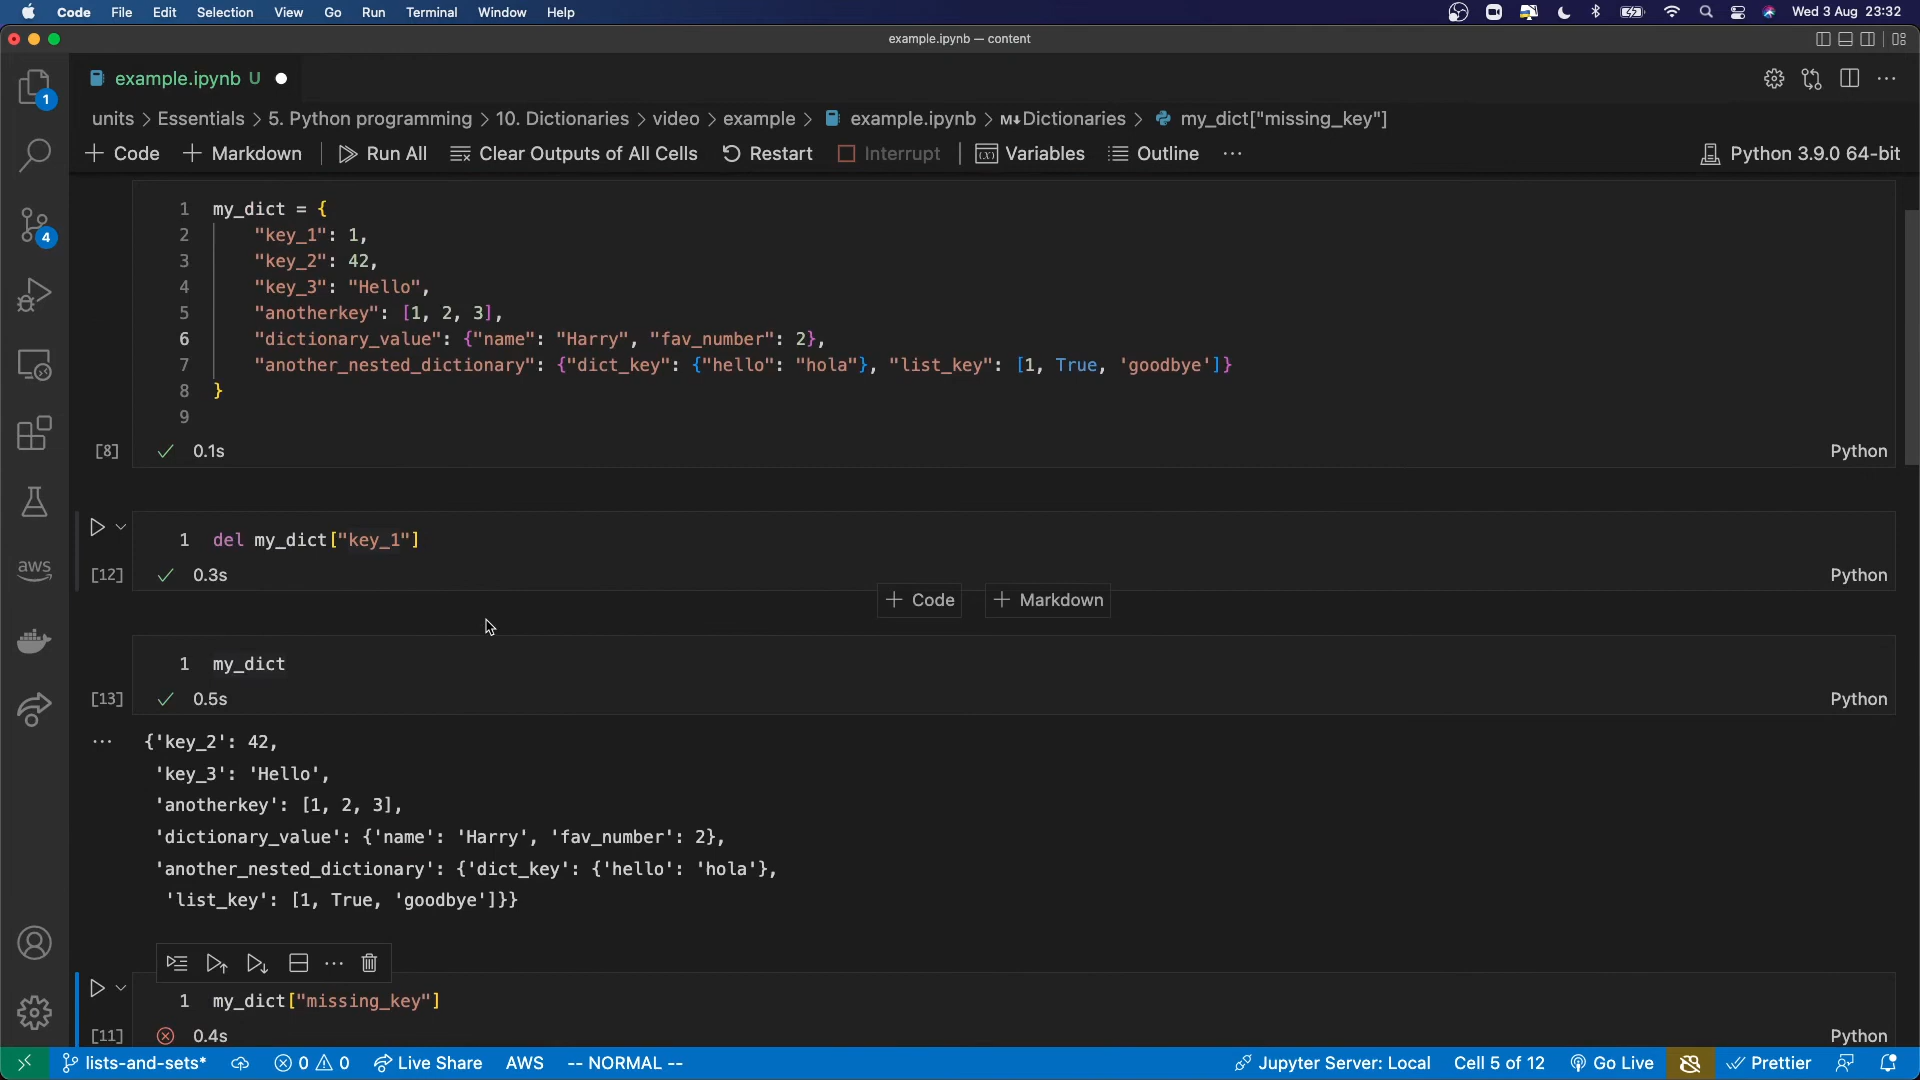 Code File Edit Selection View Go Run Terminal Window Help Wed 3 Aug 23:32
example.ipynb — content
example.ipynb U
units > Essentials > 5. Python programming > 10. Dictionaries > video > example > example.ipynb > M↓Dictionaries > my_dict["missing_key"]
+ Code + Markdown Run All Clear Outputs of All Cells Restart Interrupt Variables Outline ··· Python 3.9.0 64-bit
1 my_dict = {
2 "key_1": 1,
3 "key_2": 42,
4 "key_3": "Hello",
5 "anotherkey": [1, 2, 3],
6 "dictionary_value": {"name": "Harry", "fav_number": 2},
7 "another_nested_dictionary": {"dict_key": {"hello": "hola"}, "list_key": [1, True, 'goodbye']}
8 }
9
[8] 0.1s Python
1 del my_dict["key_1"]
[12] 0.3s Python
+ Code + Markdown
1 my_dict
[13] 0.5s Python
··· {'key_2': 42,
'key_3': 'Hello',
'anotherkey': [1, 2, 3],
'dictionary_value': {'name': 'Harry', 'fav_number': 2},
'another_nested_dictionary': {'dict_key': {'hello': 'hola'},
'list_key': [1, True, 'goodbye']}}
1 my_dict["missing_key"]
[11] 0.4s Python
lists-and-sets* 0 0 Live Share AWS -- NORMAL -- Jupyter Server: Local Cell 5 of 12 Go Live Prettier
1
4
aws